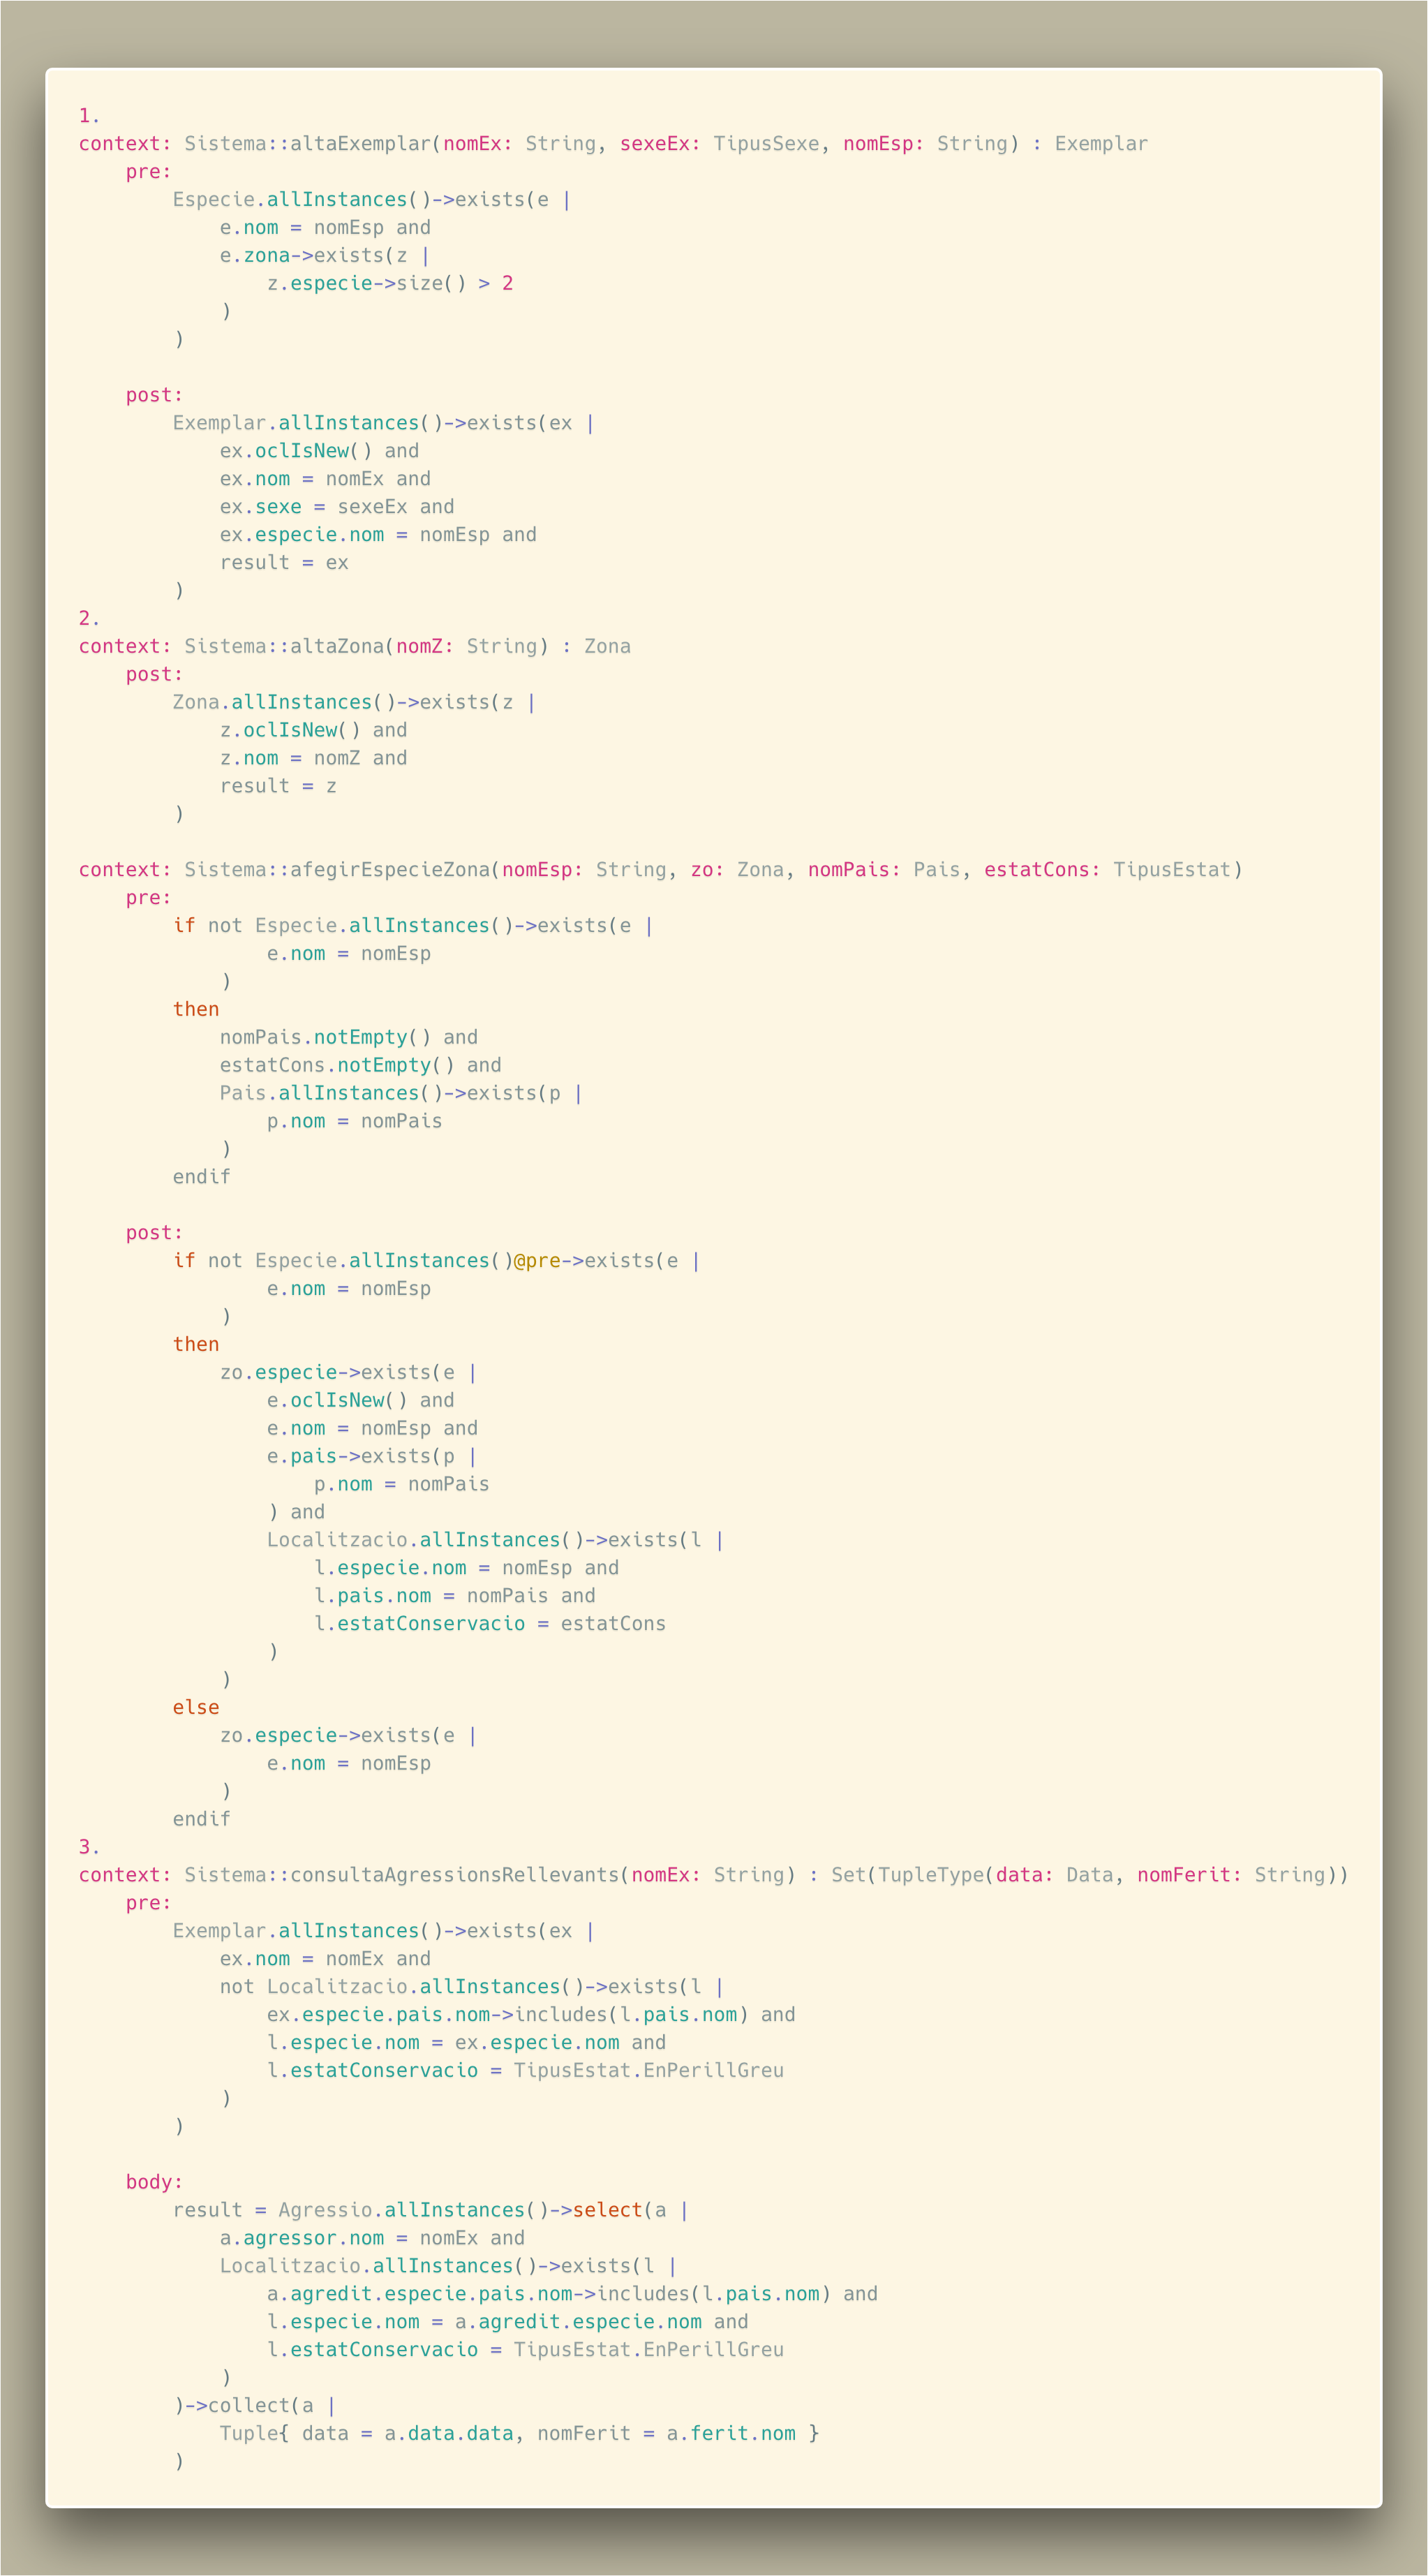 1.
context: Sistema::altaExemplar(nomEx: String, sexeEx: TipusSexe, nomEsp: String) : Exemplar
    pre:
        Especie.allInstances()->exists(e |
            e.nom = nomEsp and
            e.zona->exists(z |
                z.especie->size() > 2
            )
        )

    post:
        Exemplar.allInstances()->exists(ex |
            ex.oclIsNew() and
            ex.nom = nomEx and
            ex.sexe = sexeEx and
            ex.especie.nom = nomEsp and
            result = ex
        )
2.
context: Sistema::altaZona(nomZ: String) : Zona
    post:
        Zona.allInstances()->exists(z |
            z.oclIsNew() and
            z.nom = nomZ and
            result = z
        )

context: Sistema::afegirEspecieZona(nomEsp: String, zo: Zona, nomPais: Pais, estatCons: TipusEstat)
    pre:
        if not Especie.allInstances()->exists(e |
                e.nom = nomEsp
            )
        then
            nomPais.notEmpty() and
            estatCons.notEmpty() and
            Pais.allInstances()->exists(p |
                p.nom = nomPais
            )
        endif

    post:
        if not Especie.allInstances()@pre->exists(e |
                e.nom = nomEsp
            )
        then
            zo.especie->exists(e |
                e.oclIsNew() and
                e.nom = nomEsp and
                e.pais->exists(p |
                    p.nom = nomPais
                ) and
                Localitzacio.allInstances()->exists(l |
                    l.especie.nom = nomEsp and
                    l.pais.nom = nomPais and
                    l.estatConservacio = estatCons
                )
            )
        else
            zo.especie->exists(e |
                e.nom = nomEsp
            )
        endif
3.
context: Sistema::consultaAgressionsRellevants(nomEx: String) : Set(TupleType(data: Data, nomFerit: String))
    pre:
        Exemplar.allInstances()->exists(ex |
            ex.nom = nomEx and
            not Localitzacio.allInstances()->exists(l |
                ex.especie.pais.nom->includes(l.pais.nom) and
                l.especie.nom = ex.especie.nom and
                l.estatConservacio = TipusEstat.EnPerillGreu
            )
        )

    body:
        result = Agressio.allInstances()->select(a |
            a.agressor.nom = nomEx and
            Localitzacio.allInstances()->exists(l |
                a.agredit.especie.pais.nom->includes(l.pais.nom) and
                l.especie.nom = a.agredit.especie.nom and
                l.estatConservacio = TipusEstat.EnPerillGreu
            )
        )->collect(a |
            Tuple{ data = a.data.data, nomFerit = a.ferit.nom }
        )